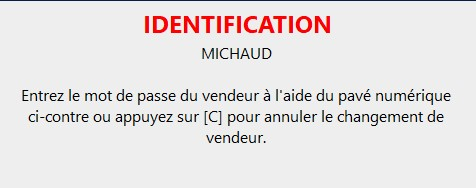 IDENTIFICATION
MICHAUD
Entrez le mot de passe du vendeur à l'aide du pavé numérique
ci-contre ou appuyez sur [C] pour annuler le changement de
vendeur.